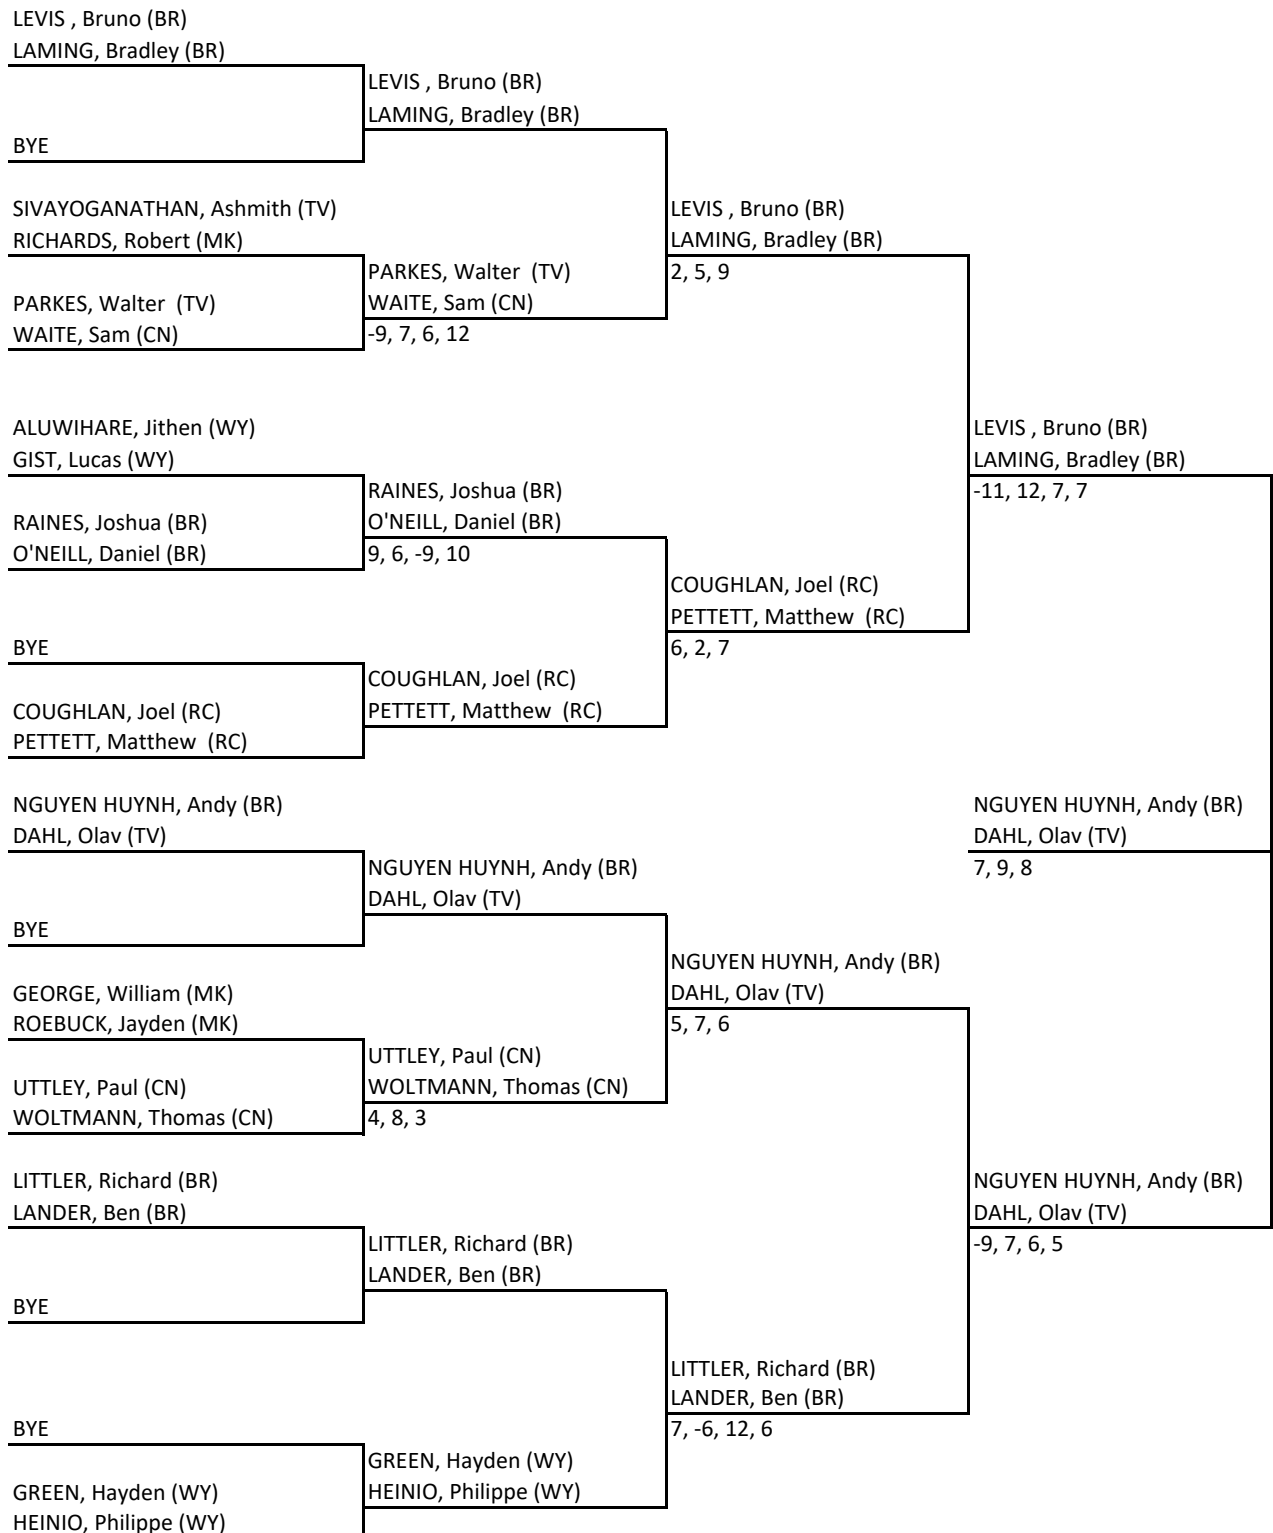 LEVIS , Bruno (BR)
LAMING, Bradley (BR)
LEVIS , Bruno (BR)
LAMING, Bradley (BR)
BYE
SIVAYOGANATHAN, Ashmith (TV)
RICHARDS, Robert (MK)
LEVIS , Bruno (BR)
LAMING, Bradley (BR)
2, 5, 9
PARKES, Walter  (TV)
WAITE, Sam (CN)
-9, 7, 6, 12
PARKES, Walter  (TV)
WAITE, Sam (CN)
ALUWIHARE, Jithen (WY)
GIST, Lucas (WY)
LEVIS , Bruno (BR)
LAMING, Bradley (BR)
-11, 12, 7, 7
RAINES, Joshua (BR)
O'NEILL, Daniel (BR)
9, 6, -9, 10
RAINES, Joshua (BR)
O'NEILL, Daniel (BR)
COUGHLAN, Joel (RC)
PETTETT, Matthew  (RC)
6, 2, 7
BYE
COUGHLAN, Joel (RC)
PETTETT, Matthew  (RC)
COUGHLAN, Joel (RC)
PETTETT, Matthew  (RC)
NGUYEN HUYNH, Andy (BR)
DAHL, Olav (TV)
NGUYEN HUYNH, Andy (BR)
DAHL, Olav (TV)
7, 9, 8
NGUYEN HUYNH, Andy (BR)
DAHL, Olav (TV)
BYE
NGUYEN HUYNH, Andy (BR)
DAHL, Olav (TV)
5, 7, 6
GEORGE, William (MK)
ROEBUCK, Jayden (MK)
UTTLEY, Paul (CN)
WOLTMANN, Thomas (CN)
4, 8, 3
UTTLEY, Paul (CN)
WOLTMANN, Thomas (CN)
LITTLER, Richard (BR)
LANDER, Ben (BR)
NGUYEN HUYNH, Andy (BR)
DAHL, Olav (TV)
-9, 7, 6, 5
LITTLER, Richard (BR)
LANDER, Ben (BR)
BYE
LITTLER, Richard (BR)
LANDER, Ben (BR)
7, -6, 12, 6
BYE
GREEN, Hayden (WY)
HEINIO, Philippe (WY)
GREEN, Hayden (WY)
HEINIO, Philippe (WY)